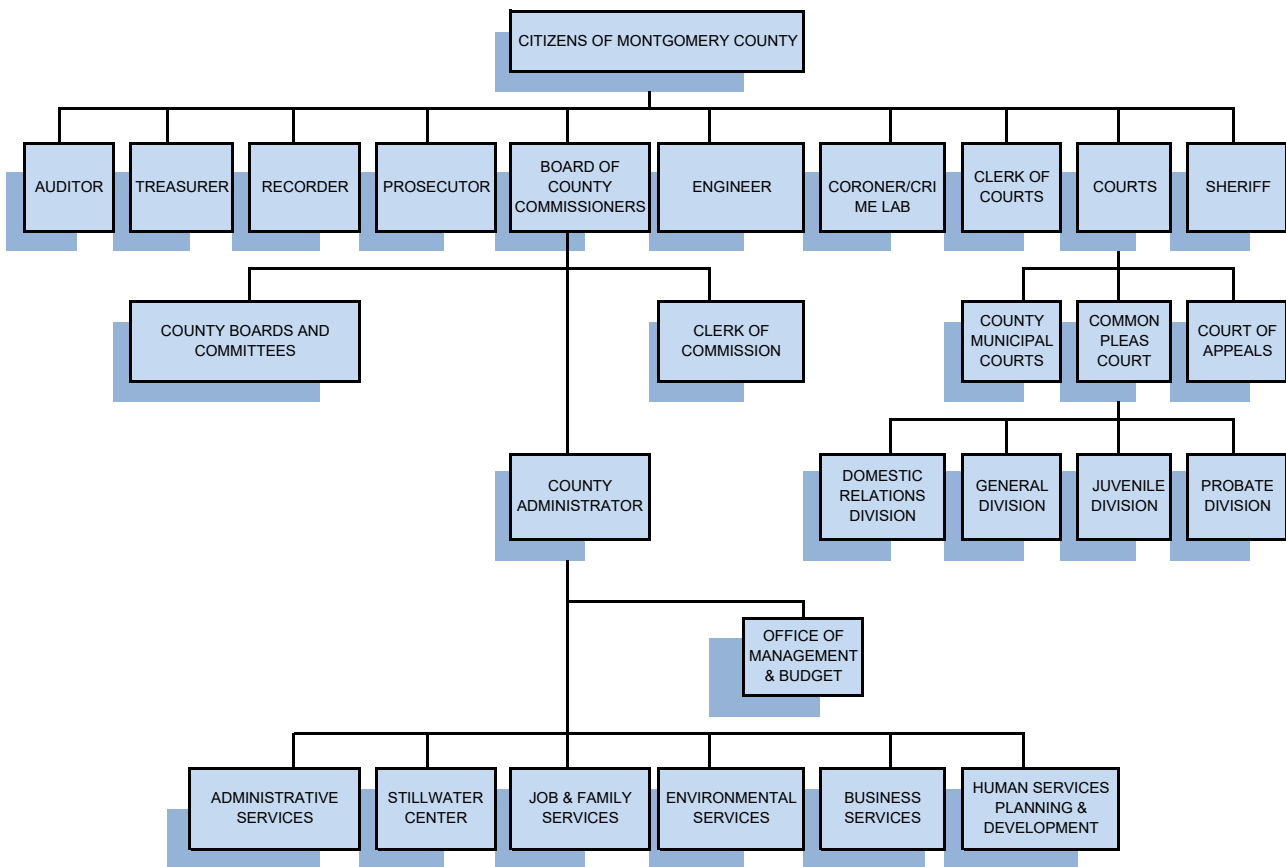 CITIZENS OF MONTGOMERY COUNTY
AUDITOR
TREASURER
RECORDER
PROSECUTOR
BOARD OF
COUNTY
COMMISSIONERS
ENGINEER
CORONER/CRI
ME LAB
CLERK OF
COURTS
COURTS
SHERIFF
COUNTY BOARDS AND
COMMITTEES
CLERK OF
COMMISSION
COUNTY
MUNICIPAL
COURTS
COMMON
PLEAS
COURT
COURT OF
APPEALS
COUNTY
ADMINISTRATOR
DOMESTIC
RELATIONS
DIVISION
GENERAL
DIVISION
JUVENILE
DIVISION
PROBATE
DIVISION
OFFICE OF
MANAGEMENT
& BUDGET
ADMINISTRATIVE
SERVICES
STILLWATER
CENTER
JOB & FAMILY
SERVICES
ENVIRONMENTAL
SERVICES
BUSINESS
SERVICES
HUMAN SERVICES
PLANNING &
DEVELOPMENT